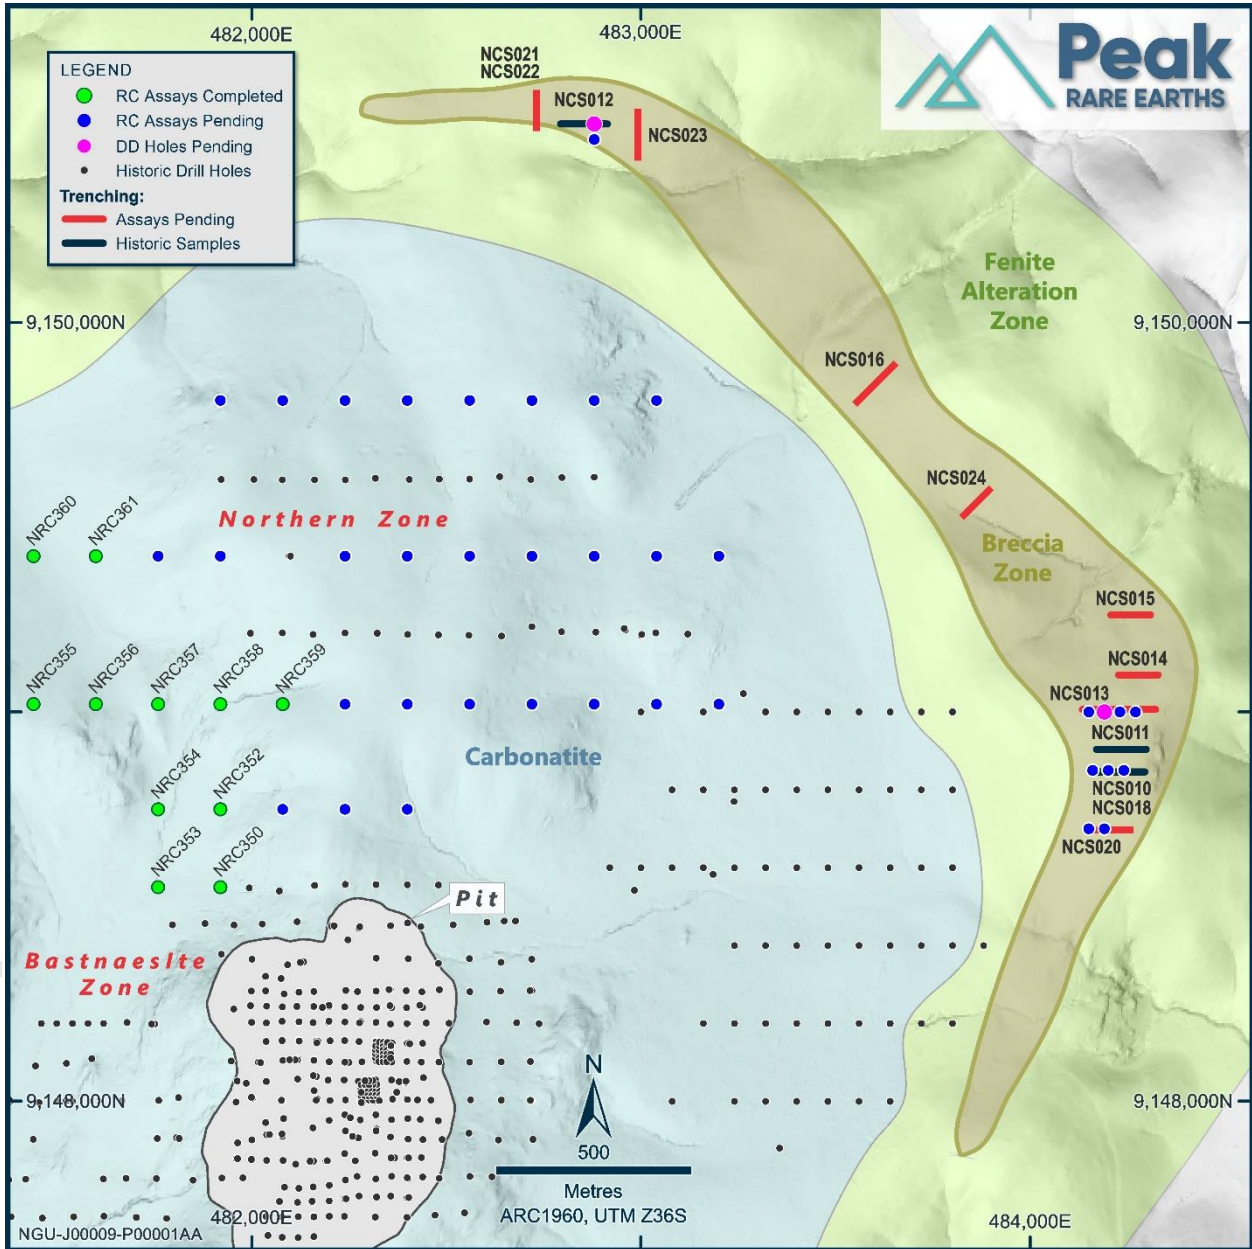 482,000E
483,000E
Peak
RARE EARTHS
LEGEND
RC Assays Completed
RC Assays Pending
DD Holes Pending
Historic Drill Holes
Trenching:
Assays Pending
Historic Samples
NCS021
NCS022
NCS012
NCS023
Fenite
Alteration
Zone
9,150,000N
9,150,000N
NCS016
NCS024
Northern Zone
NRC360
NRC361
Breccia
Zone
NCS015
NCS014
NCS013
NCS011
NCS010
NCS018
NCS020
NRC355
NRC356
NRC357
NRC358
NRC359
Carbonatite
NRC354
NRC352
NRC353
NRC350
Pit
Bastnaesite
Zone
9,148,000N
9,148,000N
N
500
Metres
ARC1960, UTM Z36S
482,000E
484,000E
NGU-J00009-P00001AA